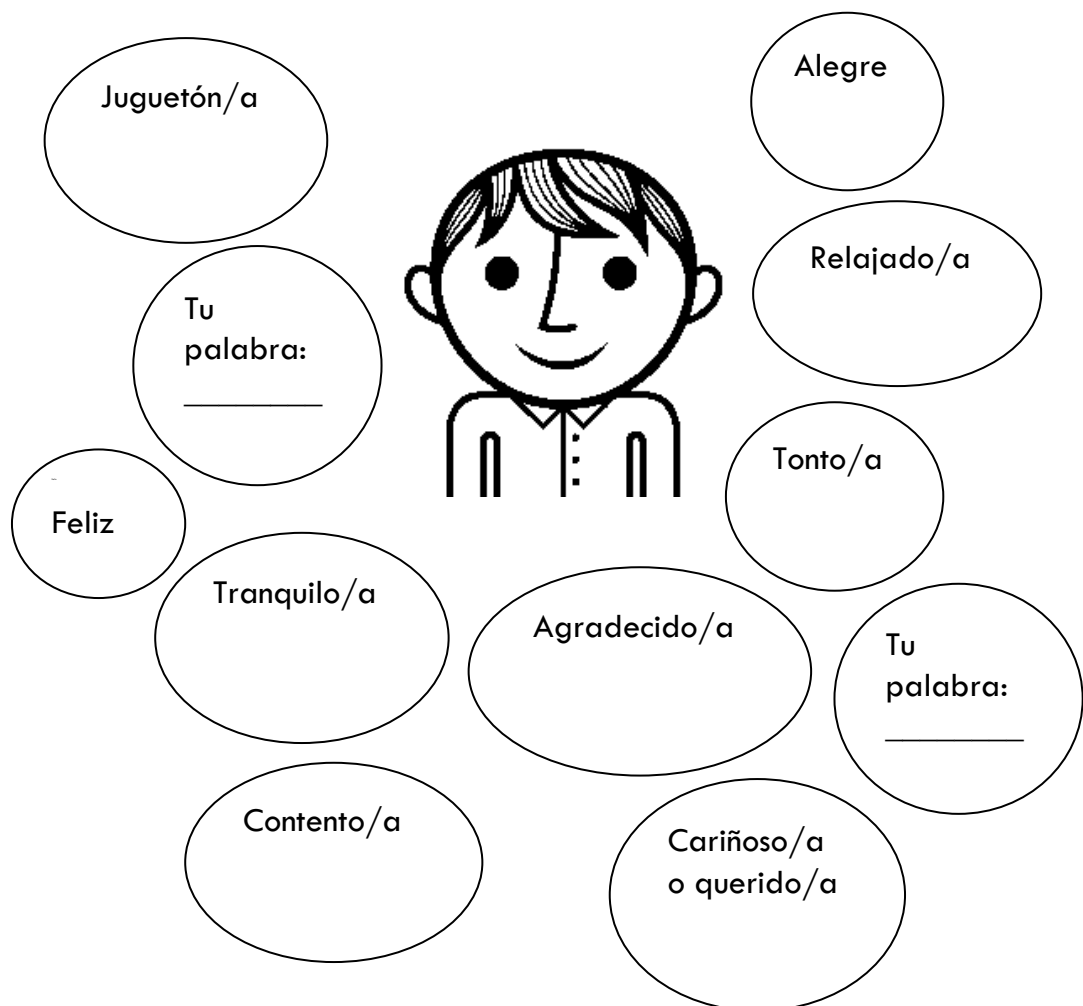 Juguetón/a
Alegre
Relajado/a
Tu
palabra:
________
Tonto/a
Feliz
Tranquilo/a
Agradecido/a
Tu
palabra:
________
Contento/a
Cariñoso/a
o querido/a